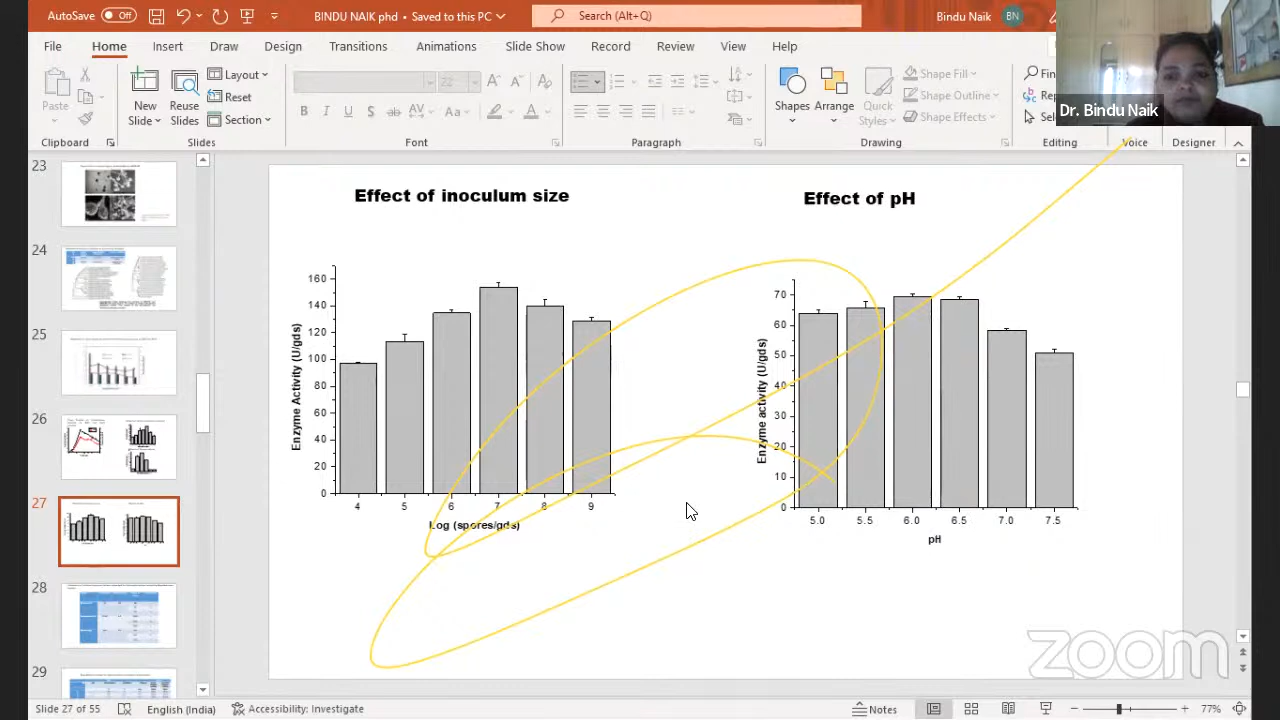 AutoSave Off BINDU NAIK phd • Saved to this PC Search (Alt+Q) Bindu Naik BN
File Home Insert Draw Design Transitions Animations Slide Show Record Review View Help
Paste New Slide Reuse Slides Layout Reset Section 22 Shapes Arrange Quick Styles Shape Fill Shape Outline Shape Effects
Dr. Bindu Naik
Clipboard Slides Font Paragraph Drawing Editing Voice Designer
23
24
25
26
27
28
29
Effect of inoculum size
Enzyme Activity (U/gds)
160
140
120
100
80
60
40
20
0
4 5 6 7 8 9
Log (spores/gds)
Effect of pH
Enzyme activity (U/gds)
70
60
50
40
30
20
10
0
5.0 5.5 6.0 6.5 7.0 7.5
pH
zoom
Slide 27 of 55 English (India) Accessibility: Investigate Notes 77%